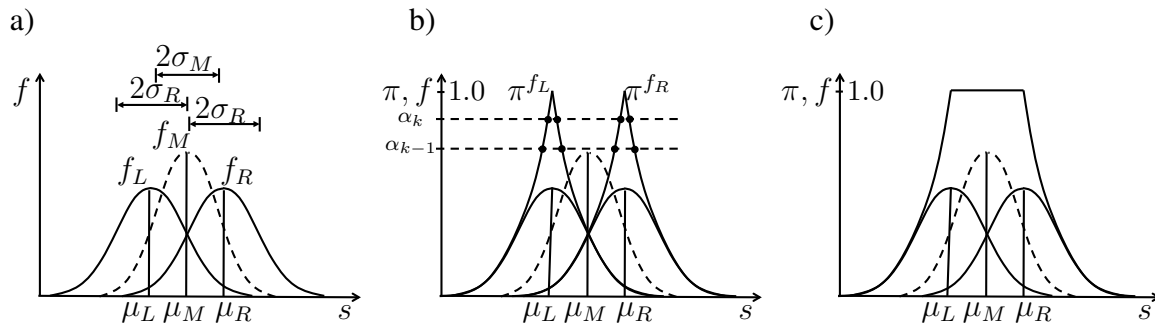 a)
2σ_M
2σ_R
2σ_R
f
f_M
f_L
f_R
μ_L μ_M μ_R s
b)
π, f 1.0
π^{f_L}
π^{f_R}
α_k
α_{k−1}
μ_L μ_M μ_R s
c)
π, f 1.0
μ_L μ_M μ_R s